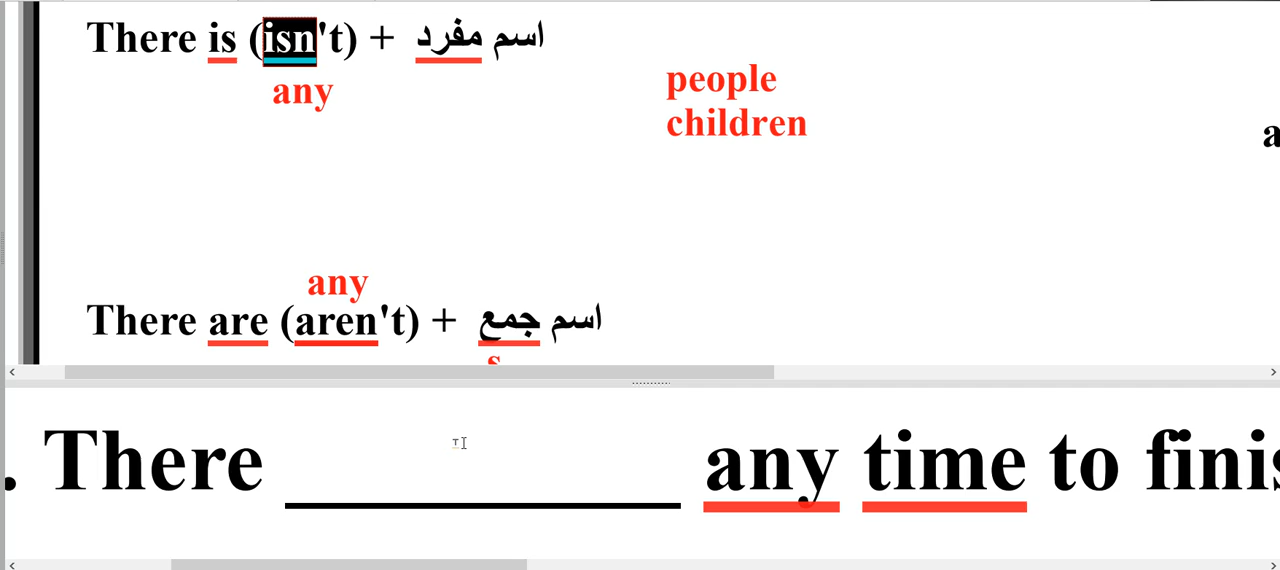 There is (isn't) + اسم مفرد
any
people
children
a
any
There are (aren't) + اسم جمع
s
. There __________ any time to finis